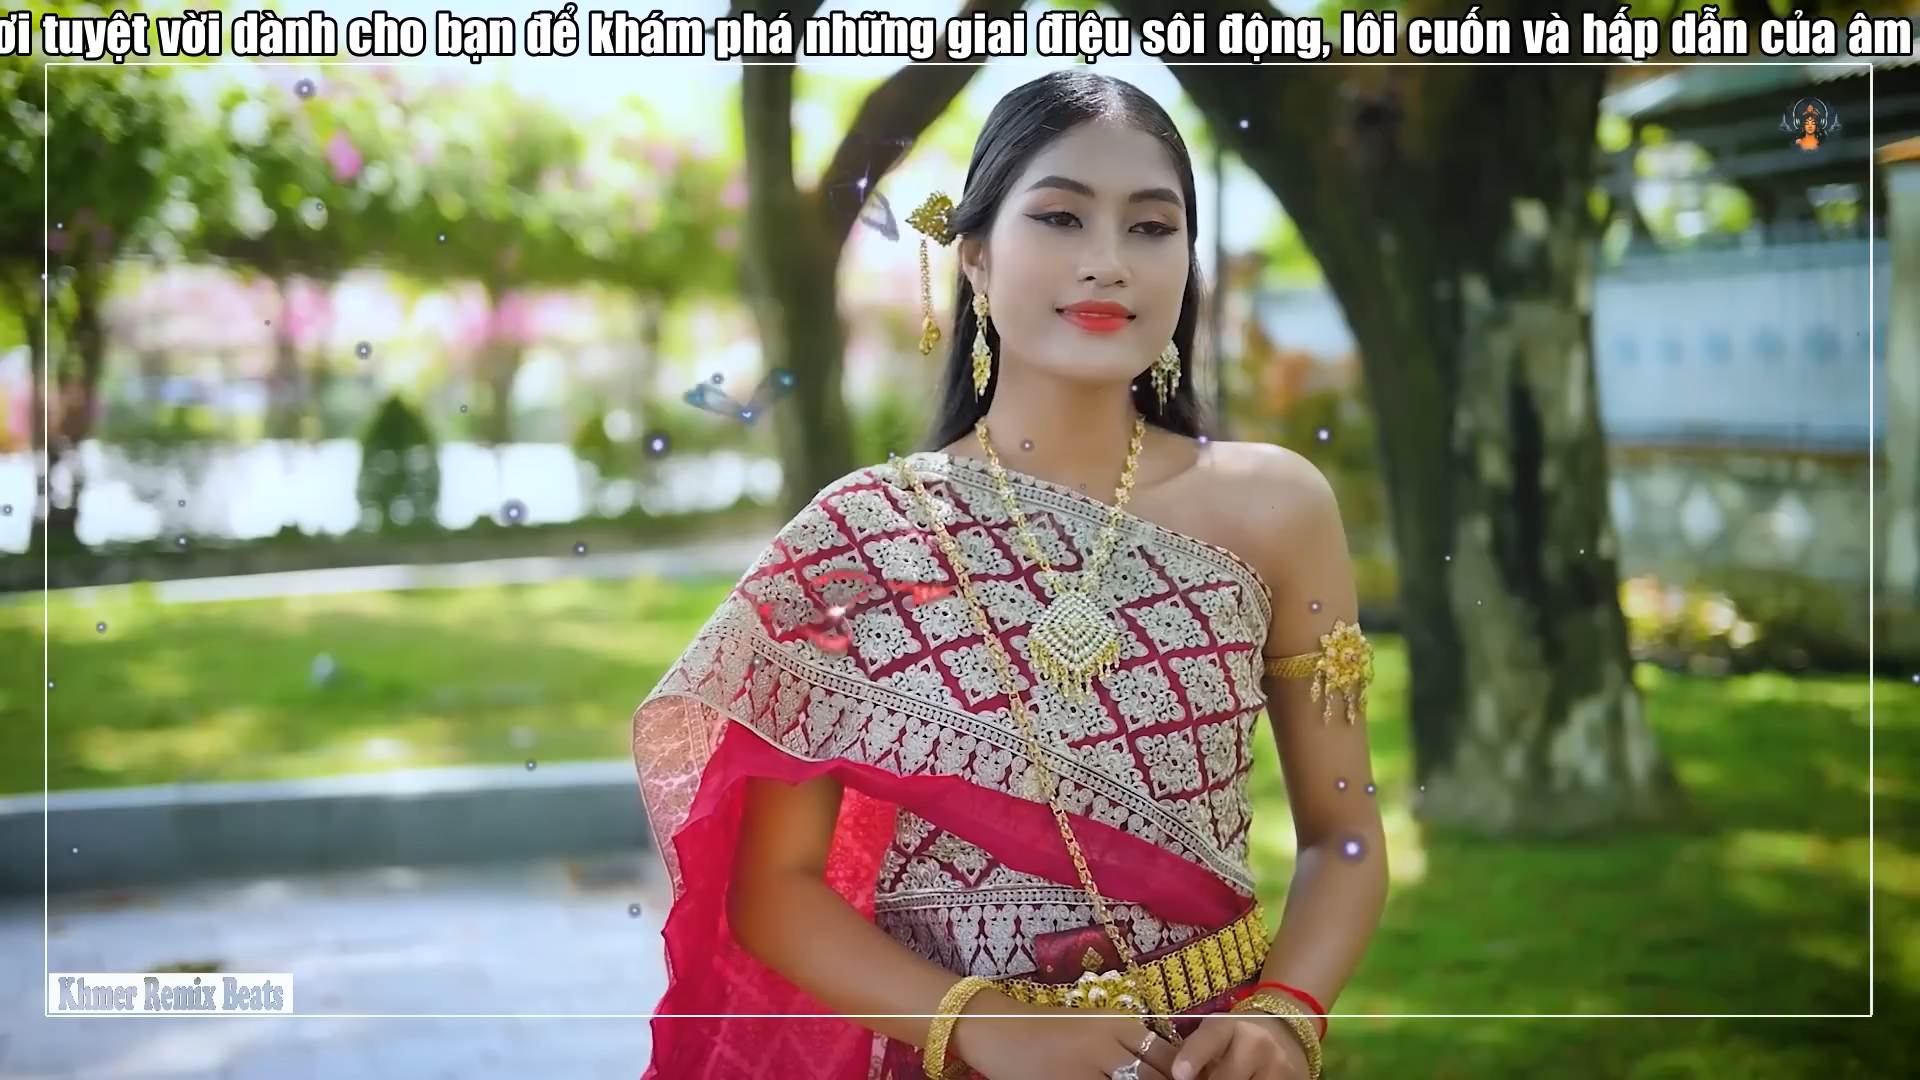 ơi tuyệt vời dành cho bạn để khám phá những giai điệu sôi động, lôi cuốn và hấp dẫn của âm
Khmer Remix Beats